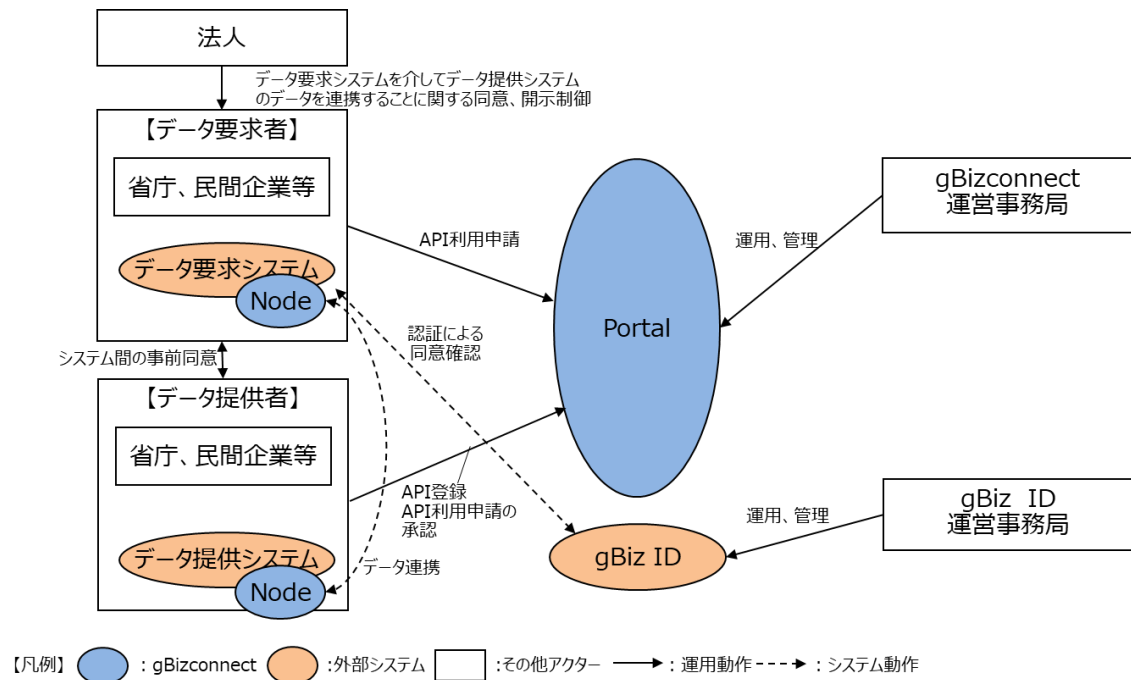 法人
データ要求システムを介してデータ提供システム
のデータを連携することに関する同意、開示制御
【データ要求者】
省庁、民間企業等
データ要求システム
Node
システム間の事前同意
【データ提供者】
省庁、民間企業等
データ提供システム
Node
API利用申請
認証による
同意確認
API登録
API利用申請の
承認
データ連携
Portal
gBiz ID
運用、管理
gBizconnect
運営事務局
運用、管理
gBiz ID
運営事務局
【凡例】 : gBizconnect :外部システム :その他アクター : 運用動作 : システム動作